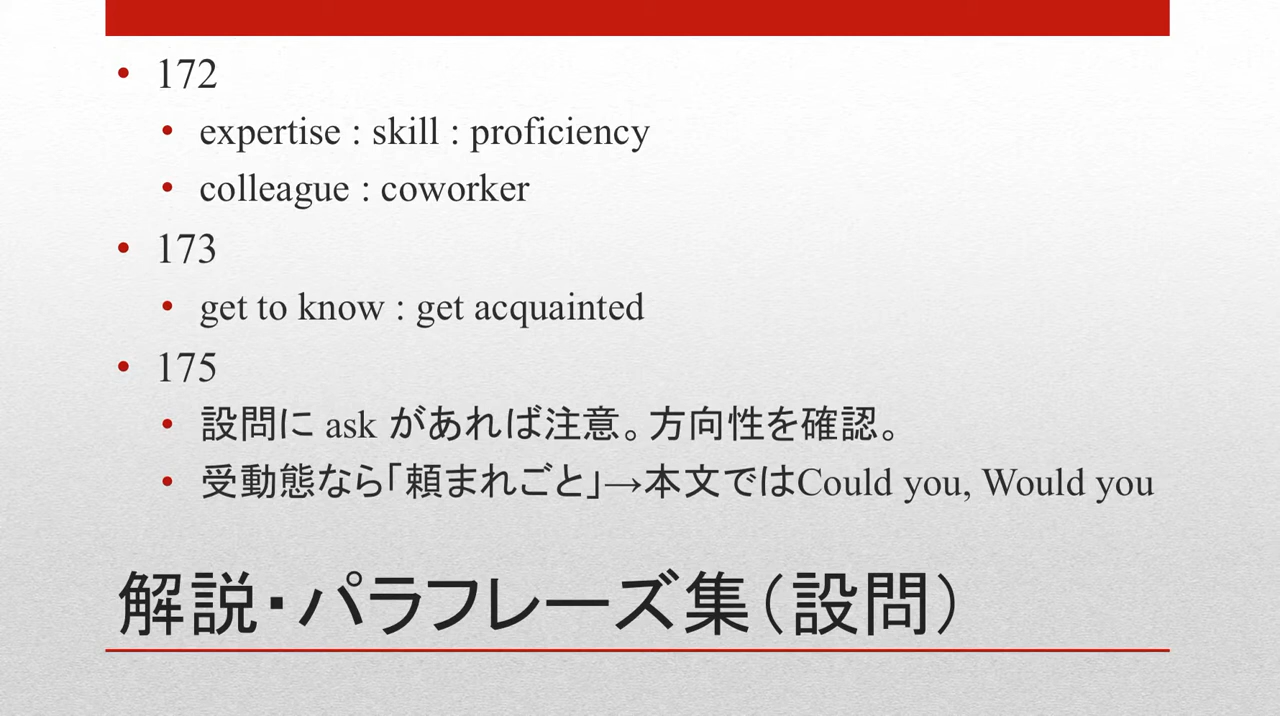 • 172
• expertise : skill : proficiency
• colleague : coworker
• 173
• get to know : get acquainted
• 175
• 設問に ask があれば注意。方向性を確認。
• 受動態なら「頼まれごと」→本文ではCould you, Would you
解説・パラフレーズ集（設問）